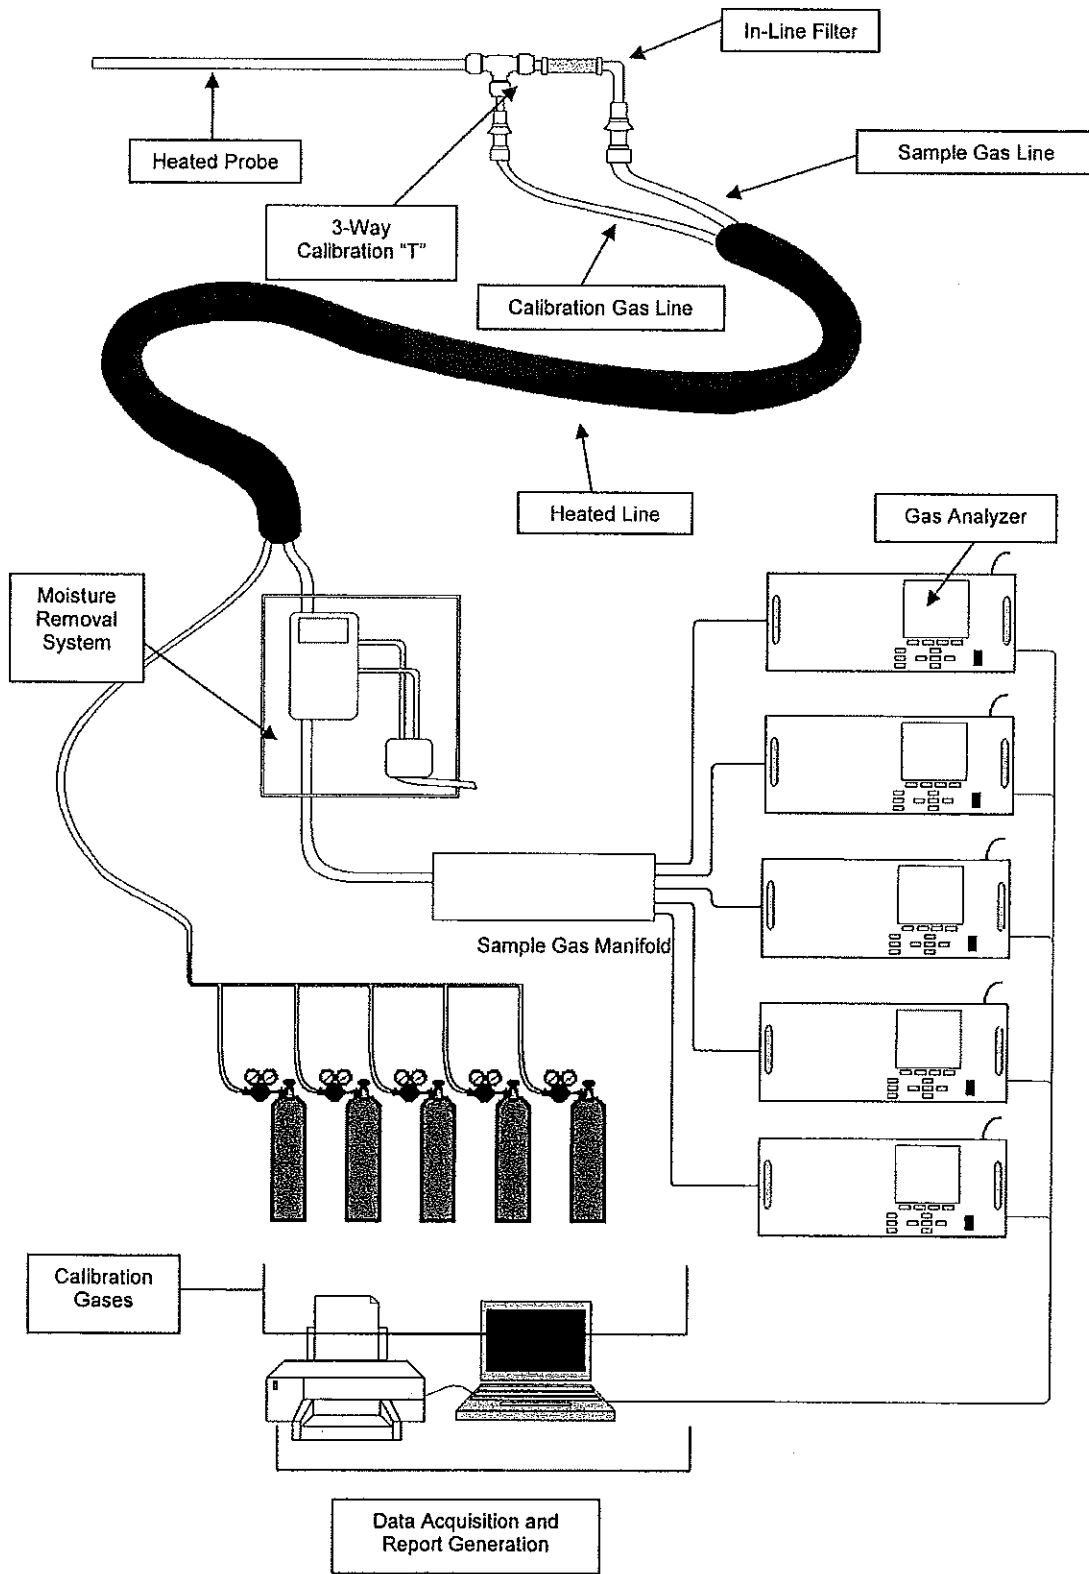 In-Line Filter
Heated Probe
Sample Gas Line
3-Way
Calibration "T"
Calibration Gas Line
Heated Line
Gas Analyzer
Moisture
Removal
System
Sample Gas Manifold
Calibration
Gases
Data Acquisition and
Report Generation